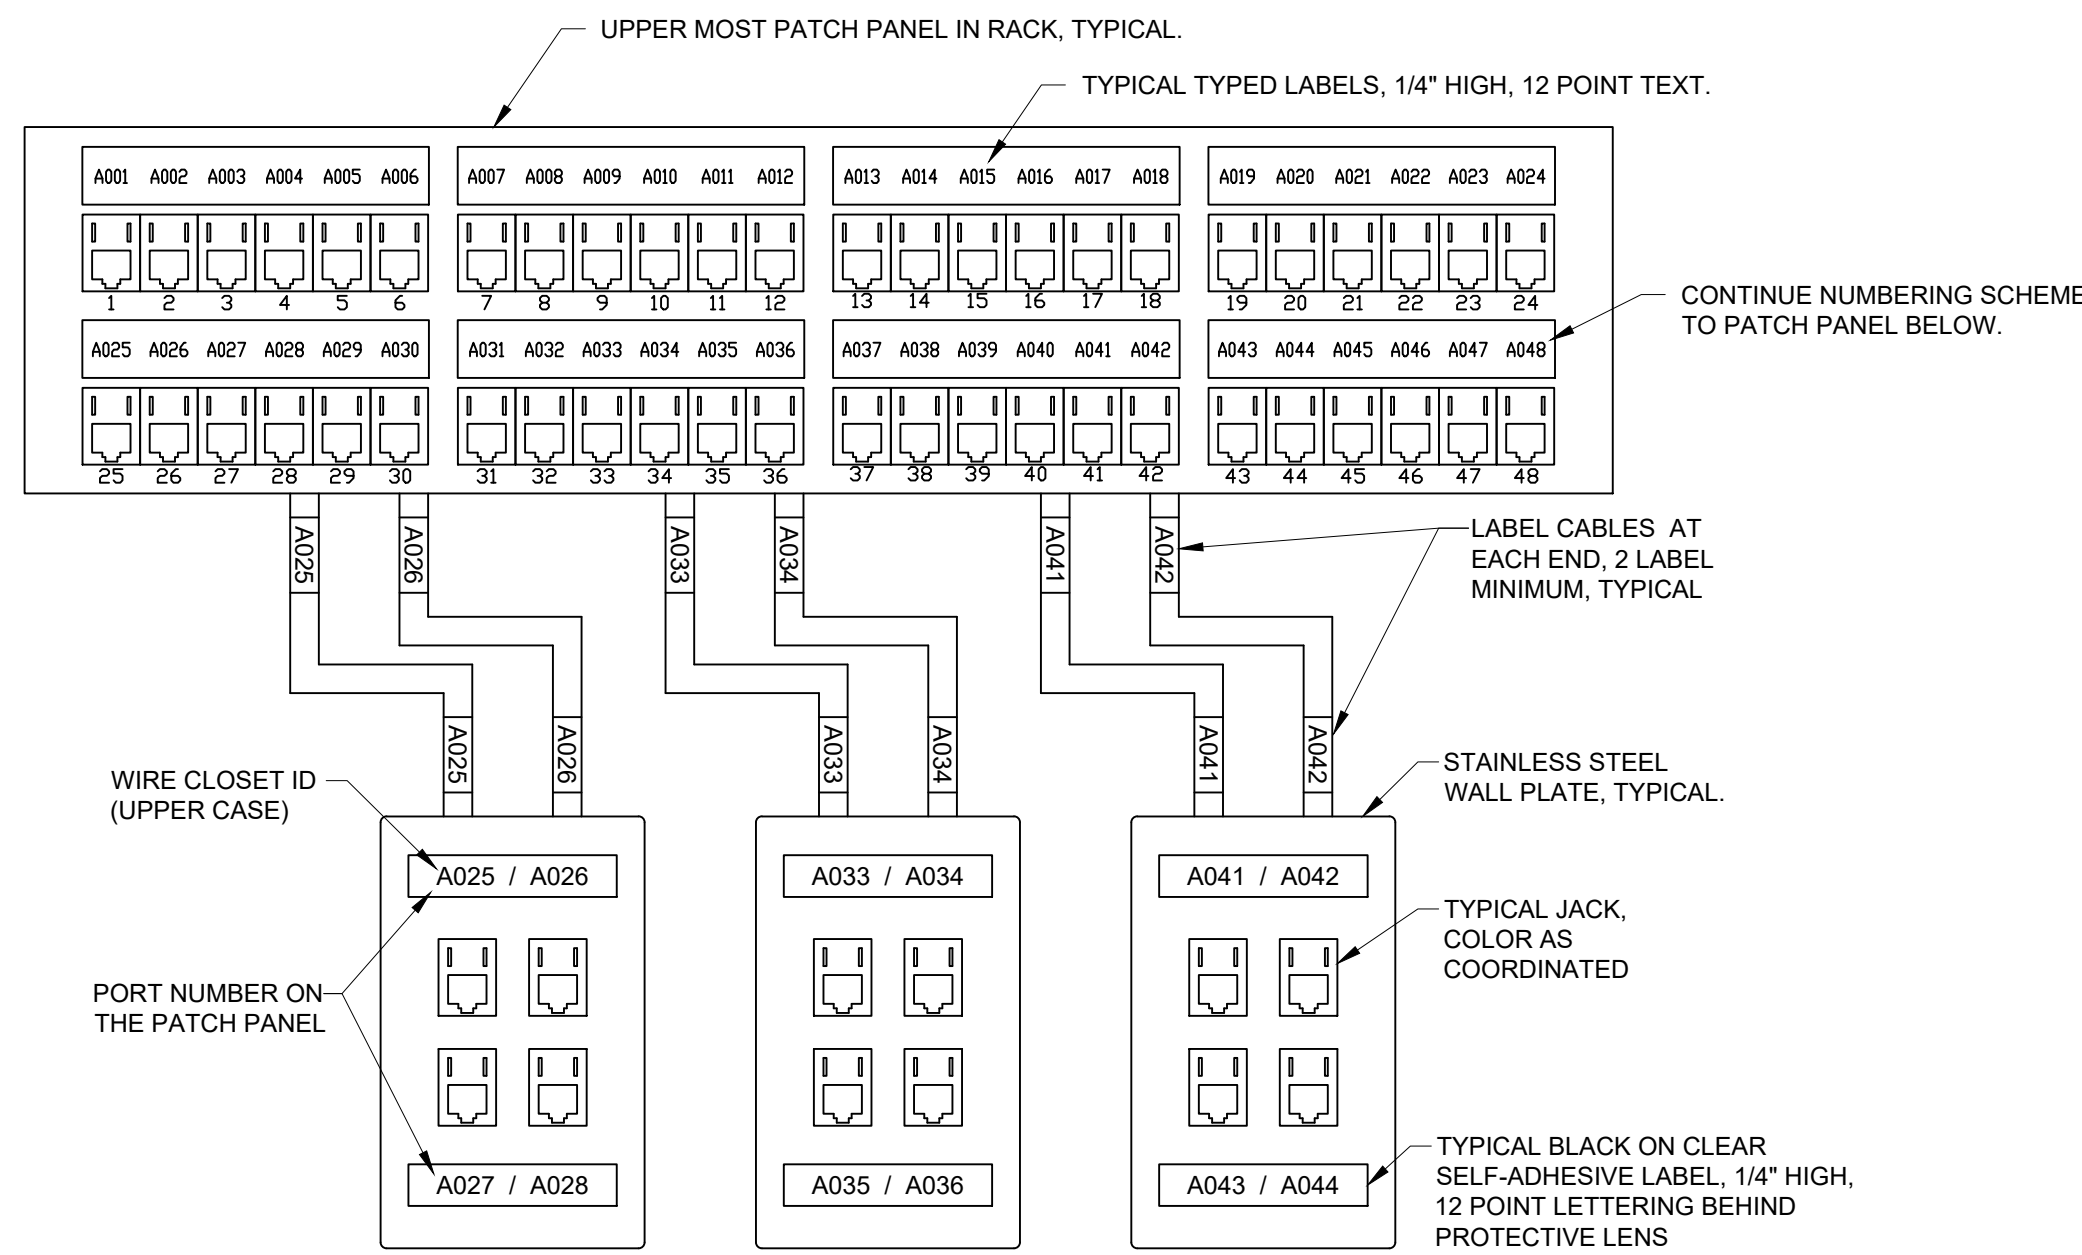 UPPER MOST PATCH PANEL IN RACK, TYPICAL.
TYPICAL TYPED LABELS, 1/4" HIGH, 12 POINT TEXT.
A001 A002 A003 A004 A005 A006 A007 A008 A009 A010 A011 A012 A013 A014 A015 A016 A017 A018 A019 A020 A021 A022 A023 A024
1 2 3 4 5 6 7 8 9 10 11 12 13 14 15 16 17 18 19 20 21 22 23 24
CONTINUE NUMBERING SCHEME
TO PATCH PANEL BELOW.
A025 A026 A027 A028 A029 A030 A031 A032 A033 A034 A035 A036 A037 A038 A039 A040 A041 A042 A043 A044 A045 A046 A047 A048
25 26 27 28 29 30 31 32 33 34 35 36 37 38 39 40 41 42 43 44 45 46 47 48
A025
A026
A033
A034
A041
A042
LABEL CABLES AT
EACH END, 2 LABEL
MINIMUM, TYPICAL
A025
A026
A033
A034
A041
A042
WIRE CLOSET ID
(UPPER CASE)
STAINLESS STEEL
WALL PLATE, TYPICAL.
A025 / A026
A033 / A034
A041 / A042
TYPICAL JACK,
COLOR AS
COORDINATED
PORT NUMBER ON
THE PATCH PANEL
A027 / A028
A035 / A036
A043 / A044
TYPICAL BLACK ON CLEAR
SELF-ADHESIVE LABEL, 1/4" HIGH,
12 POINT LETTERING BEHIND
PROTECTIVE LENS